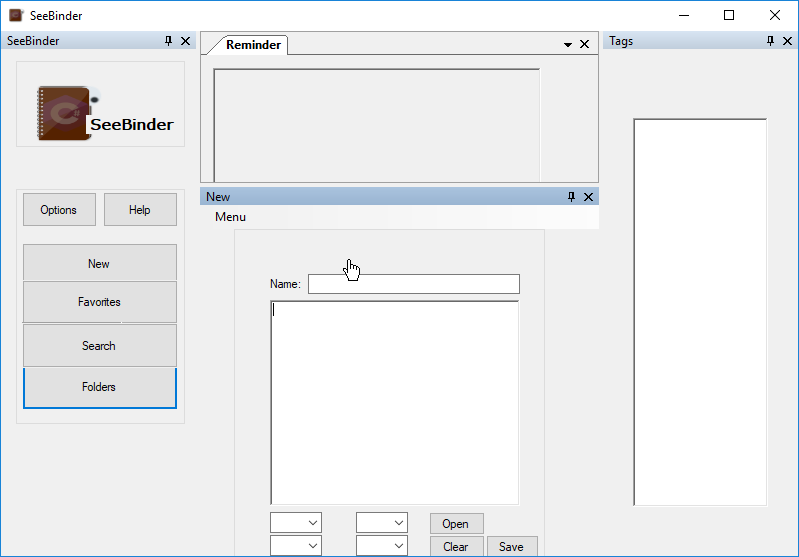 SeeBinder
SeeBinder
SeeBinder
Options
Help
New
Favorites
Search
Folders
Reminder
New
Menu
Name:
Open
Clear
Save
Tags